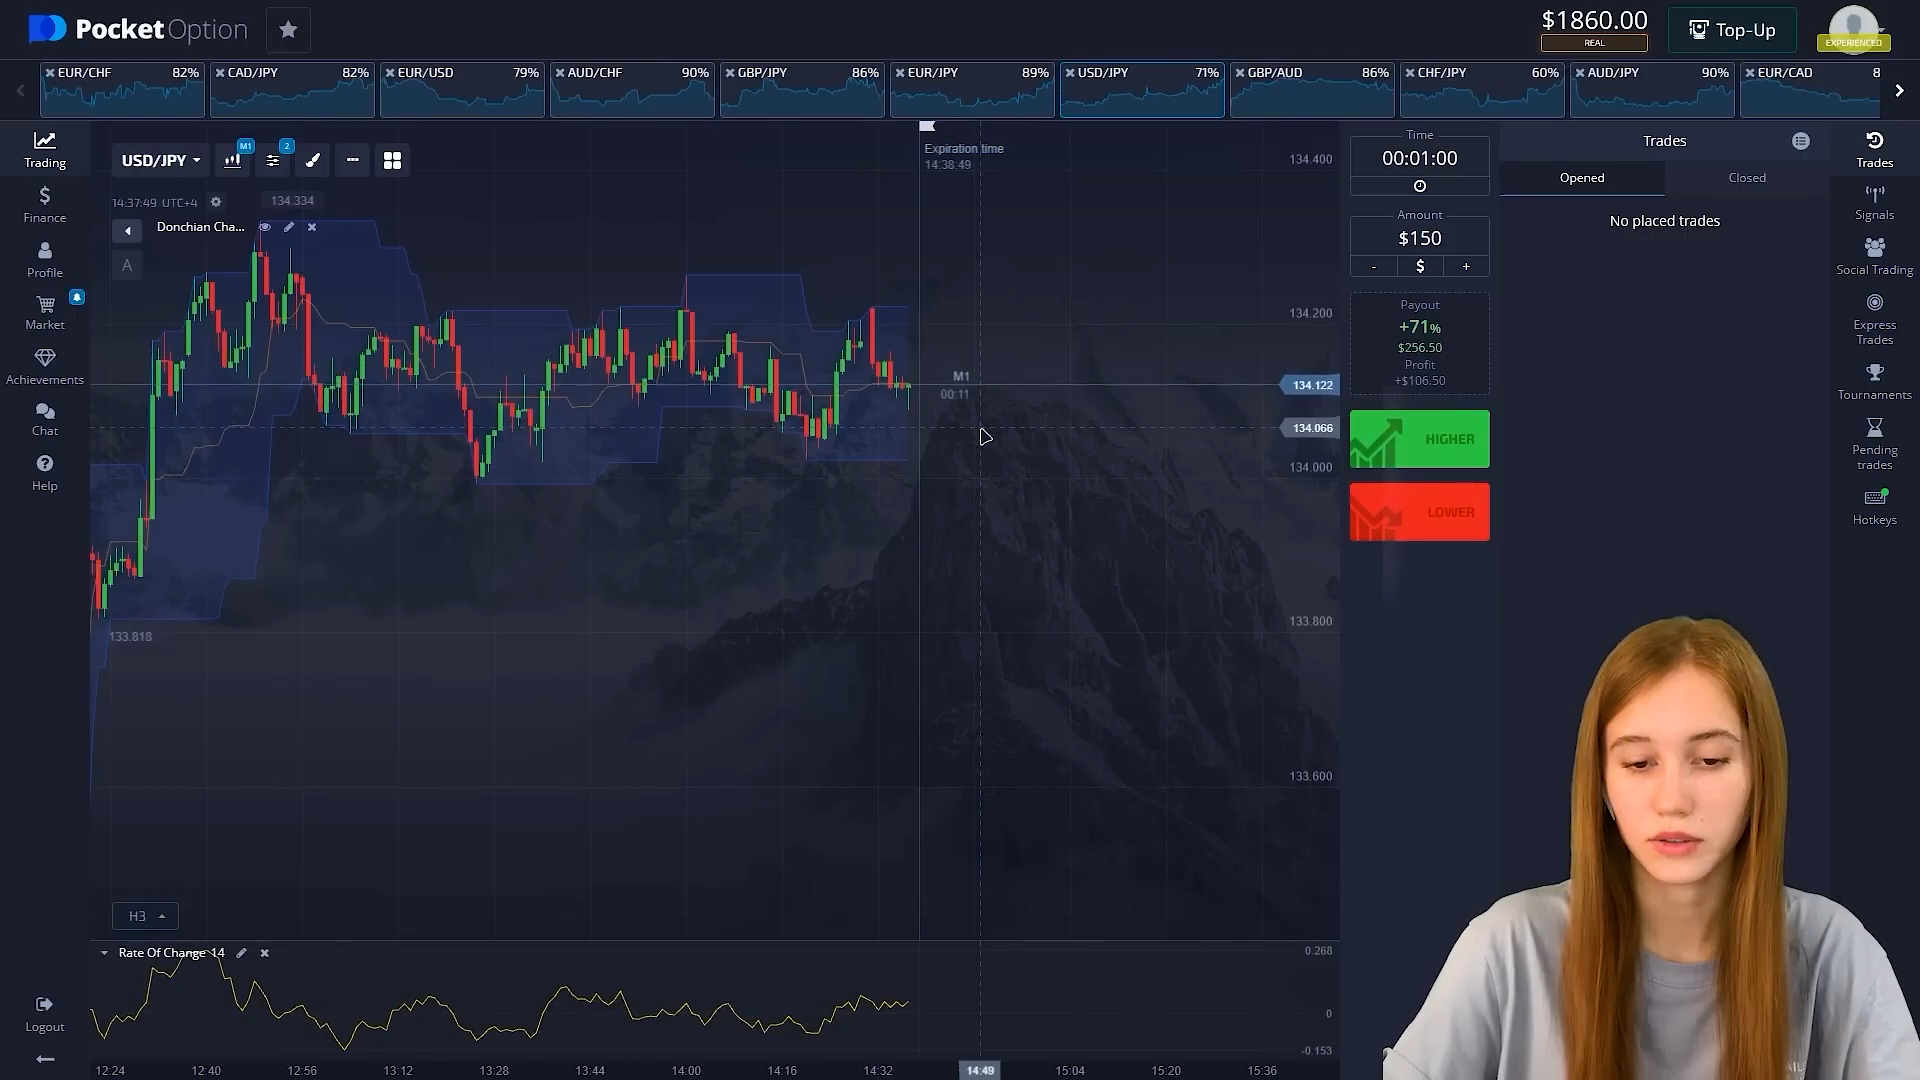 PocketOption
$1860.00
REAL
Top-Up
EXPERIENCED
EUR/CHF 82%
CAD/JPY 82%
EUR/USD 79%
AUD/CHF 90%
GBP/JPY 86%
EUR/JPY 89%
USD/JPY 71%
GBP/AUD 86%
CHF/JPY 60%
AUD/JPY 90%
EUR/CAD 8
Trading
Finance
Profile
Market
Achievements
Chat
Help
Logout
USD/JPY
M1
2
14:37:49 UTC+4
134.334
Donchian Cha...
A
Expiration time
14:38:49
M1
00:11
133.818
134.400
134.200
134.122
134.066
134.000
133.800
133.600
H3
Rate Of Change 14
0.268
0
-0.153
12:24
12:40
12:56
13:12
13:28
13:44
14:00
14:16
14:32
14:49
15:04
15:20
15:36
Time
00:01:00
Amount
$150
-
$
+
Payout
+71%
$256.50
Profit
+$106.50
HIGHER
LOWER
Trades
Opened
Closed
No placed trades
Trades
Signals
Social Trading
Express
Trades
Tournaments
Pending
trades
Hotkeys